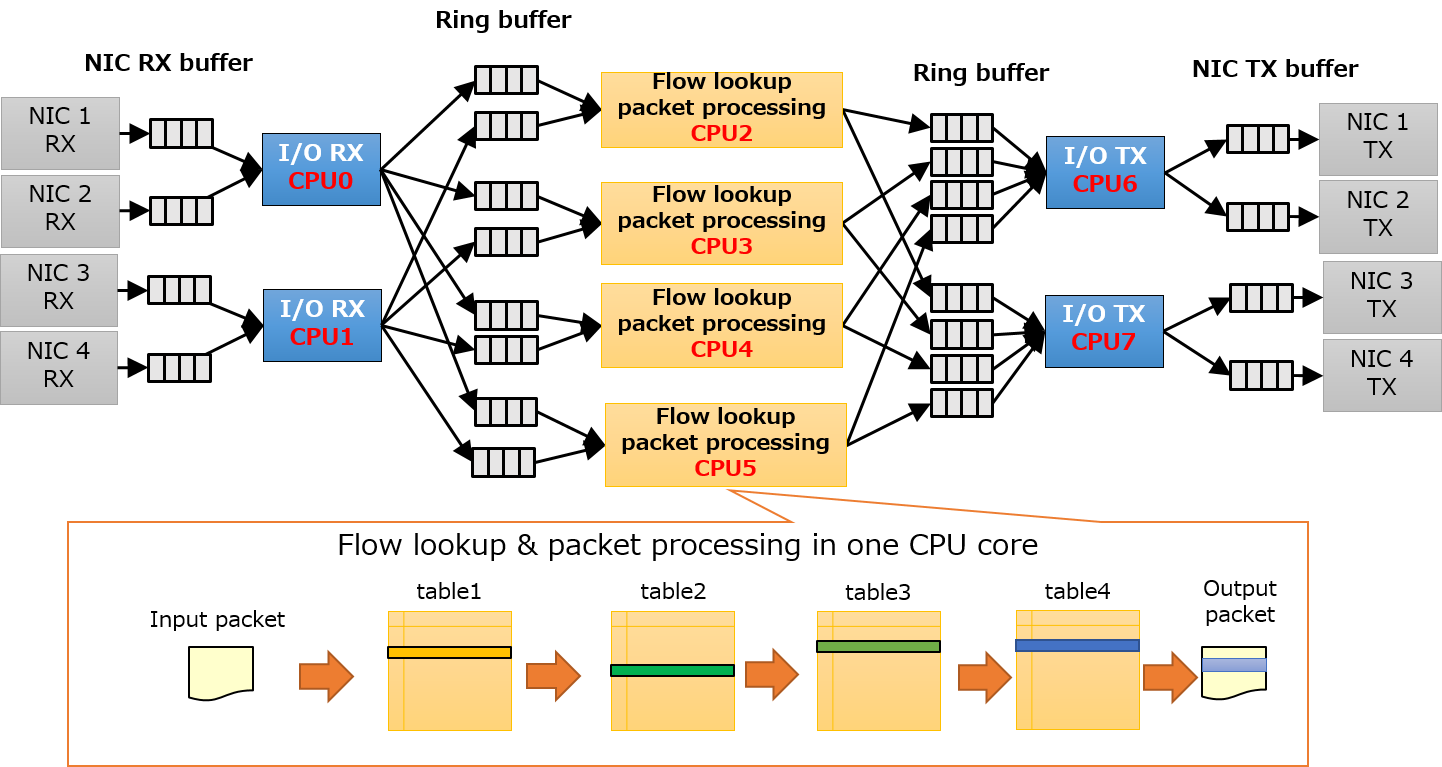 Ring buffer
NIC RX buffer
Ring buffer
NIC TX buffer
NIC 1
RX
NIC 2
RX
NIC 3
RX
NIC 4
RX
I/O RX
CPU0
I/O RX
CPU1
Flow lookup
packet processing
CPU2
Flow lookup
packet processing
CPU3
Flow lookup
packet processing
CPU4
Flow lookup
packet processing
CPU5
I/O TX
CPU6
I/O TX
CPU7
NIC 1
TX
NIC 2
TX
NIC 3
TX
NIC 4
TX
Flow lookup & packet processing in one CPU core
Input packet
table1
table2
table3
table4
Output
packet